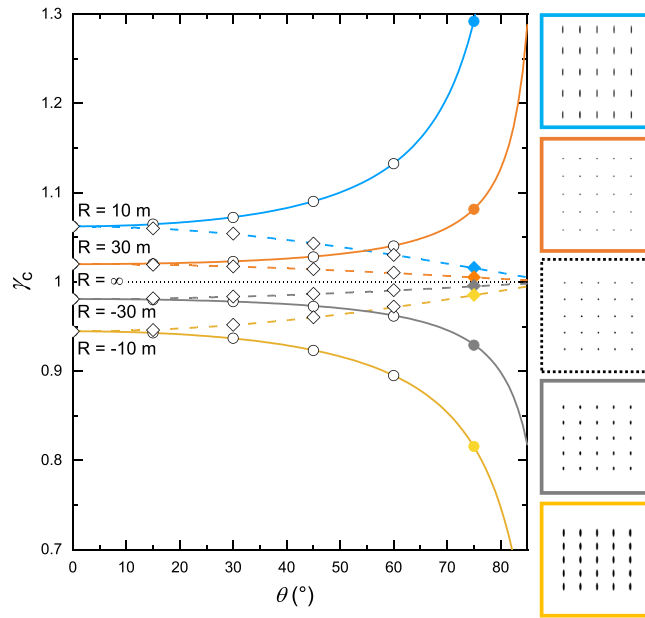 1.3
1.2
1.1
1
0.9
0.8
0.7
γc
R = 10 m
R = 30 m
R = ∞
R = -30 m
R = -10 m
0 10 20 30 40 50 60 70 80
θ (°)